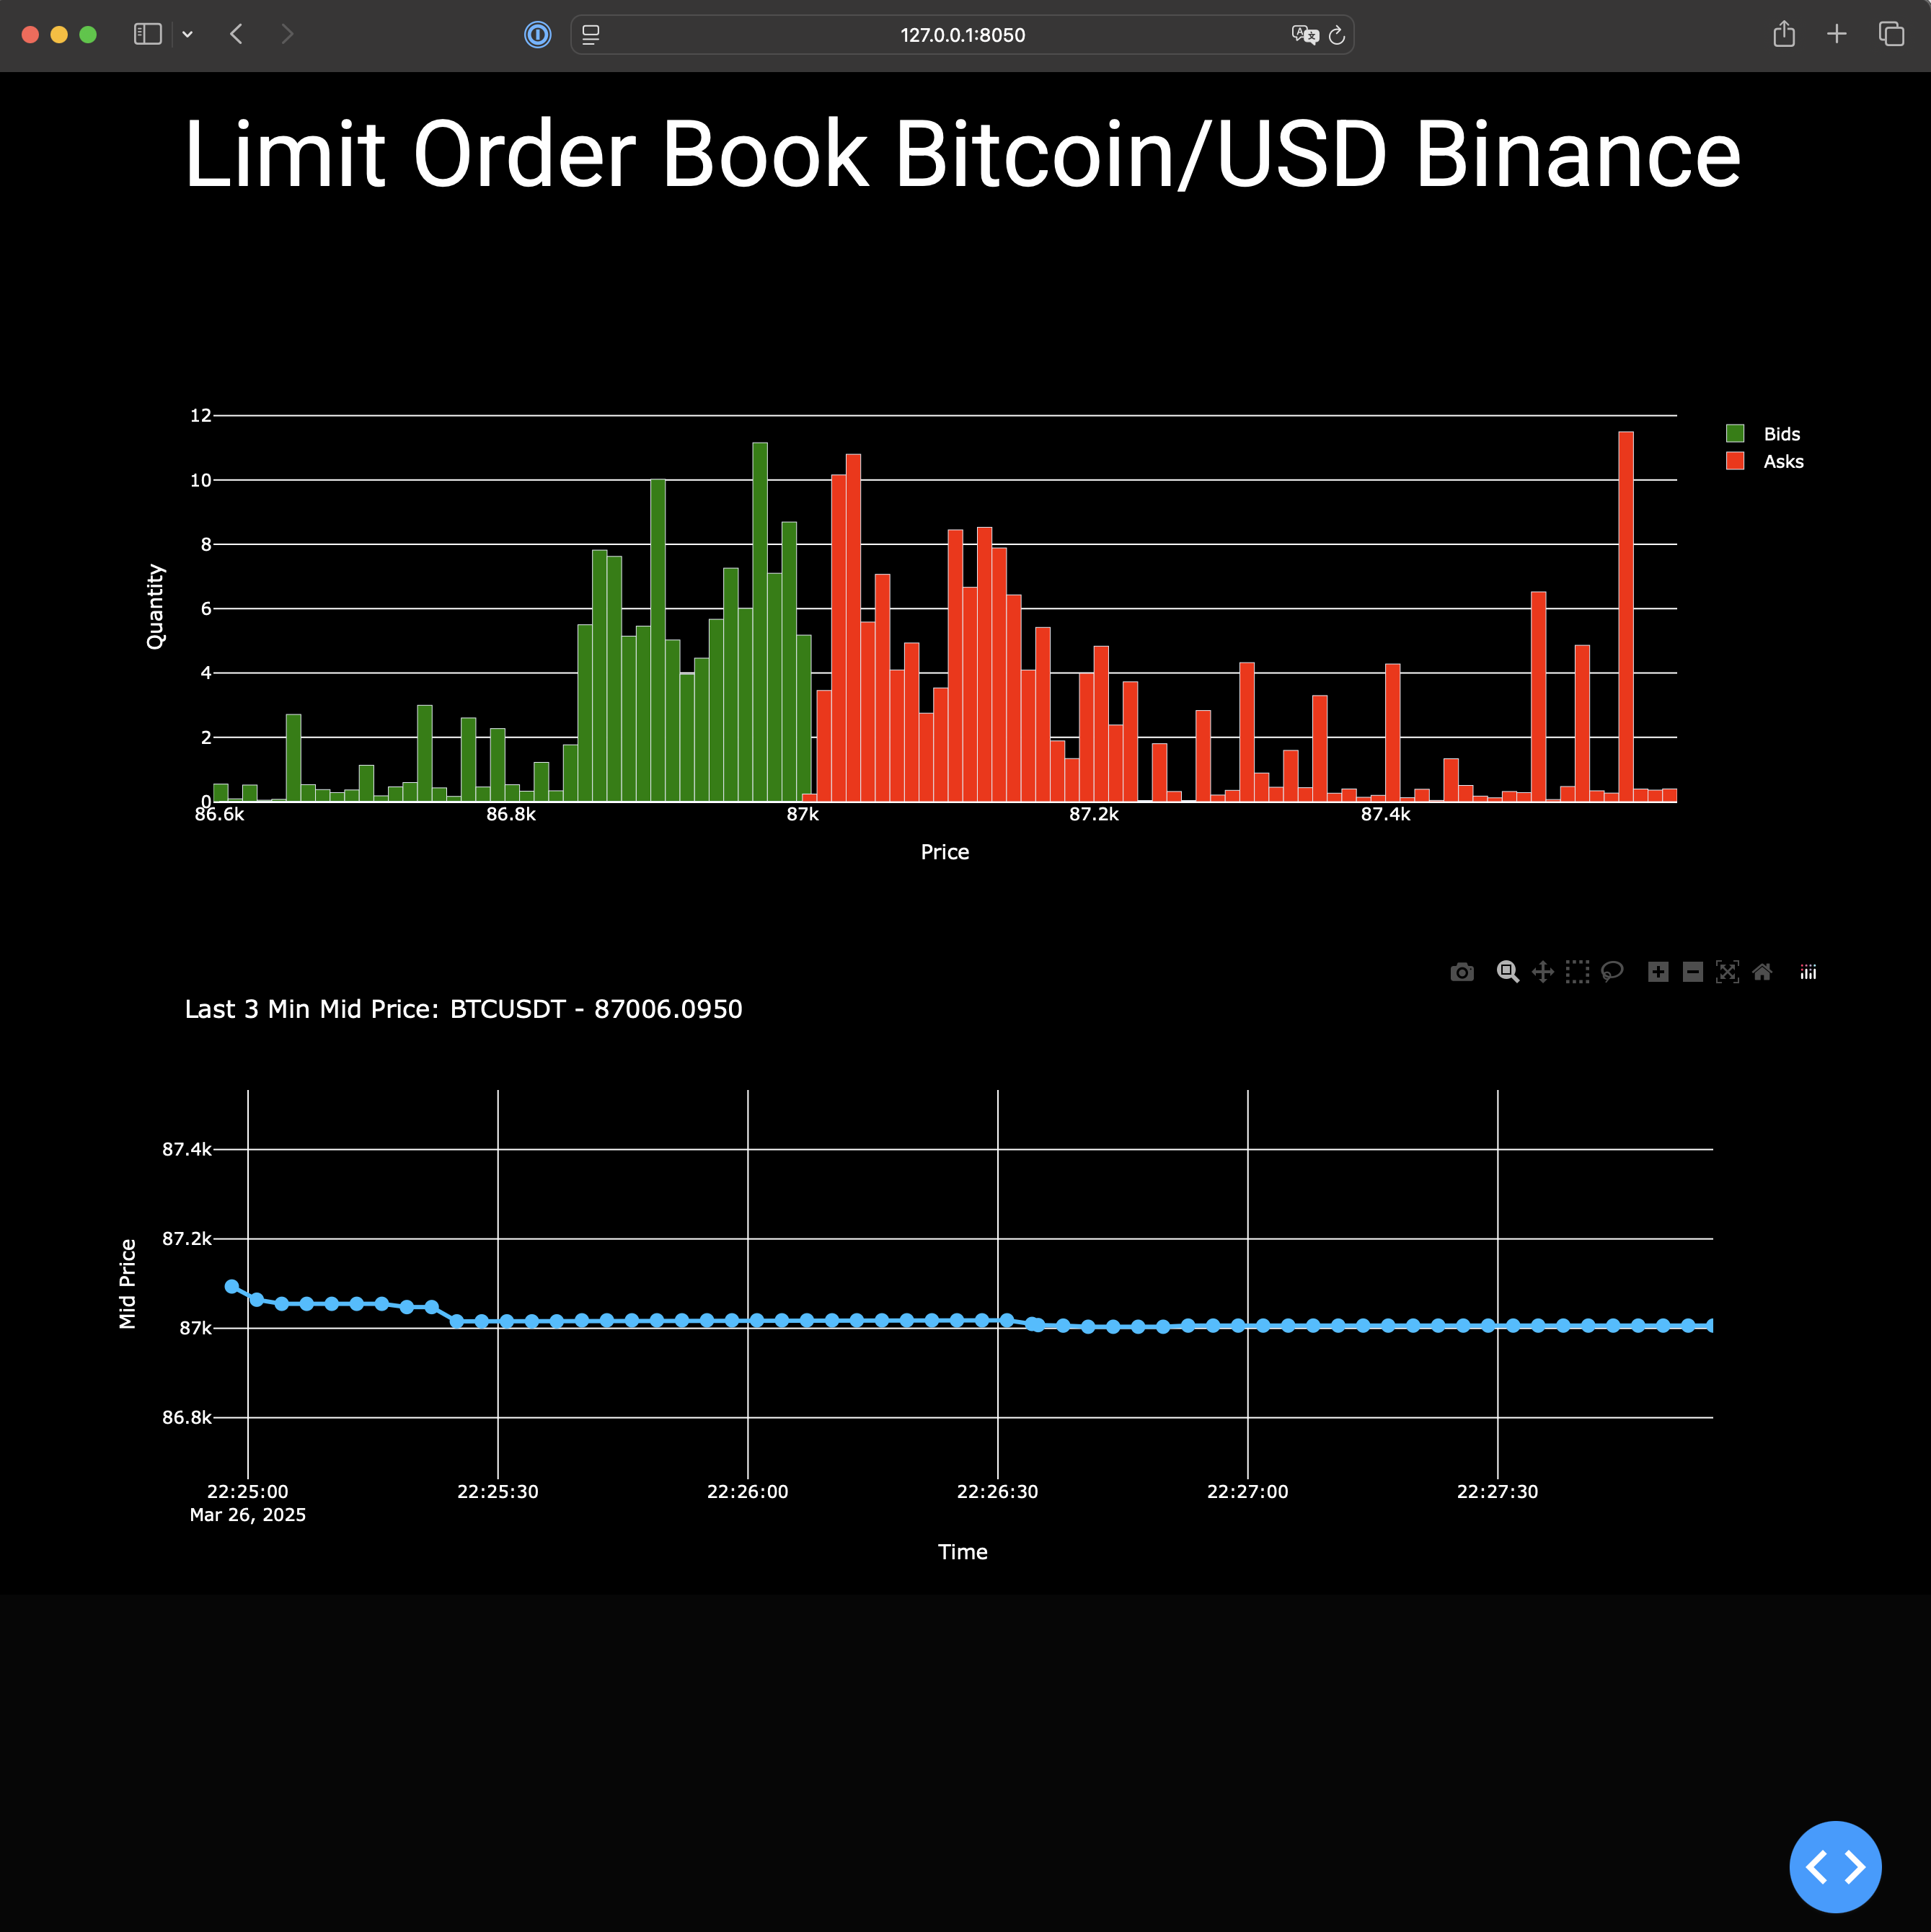 127.0.0.1:8050
Limit Order Book Bitcoin/USD Binance
12
10
8
6
4
2
0
Quantity
86.6k
86.8k
87k
87.2k
87.4k
Price
Bids
Asks
Last 3 Min Mid Price: BTCUSDT - 87006.0950
87.4k
87.2k
87k
86.8k
Mid Price
22:25:00
Mar 26, 2025
22:25:30
22:26:00
22:26:30
22:27:00
22:27:30
Time